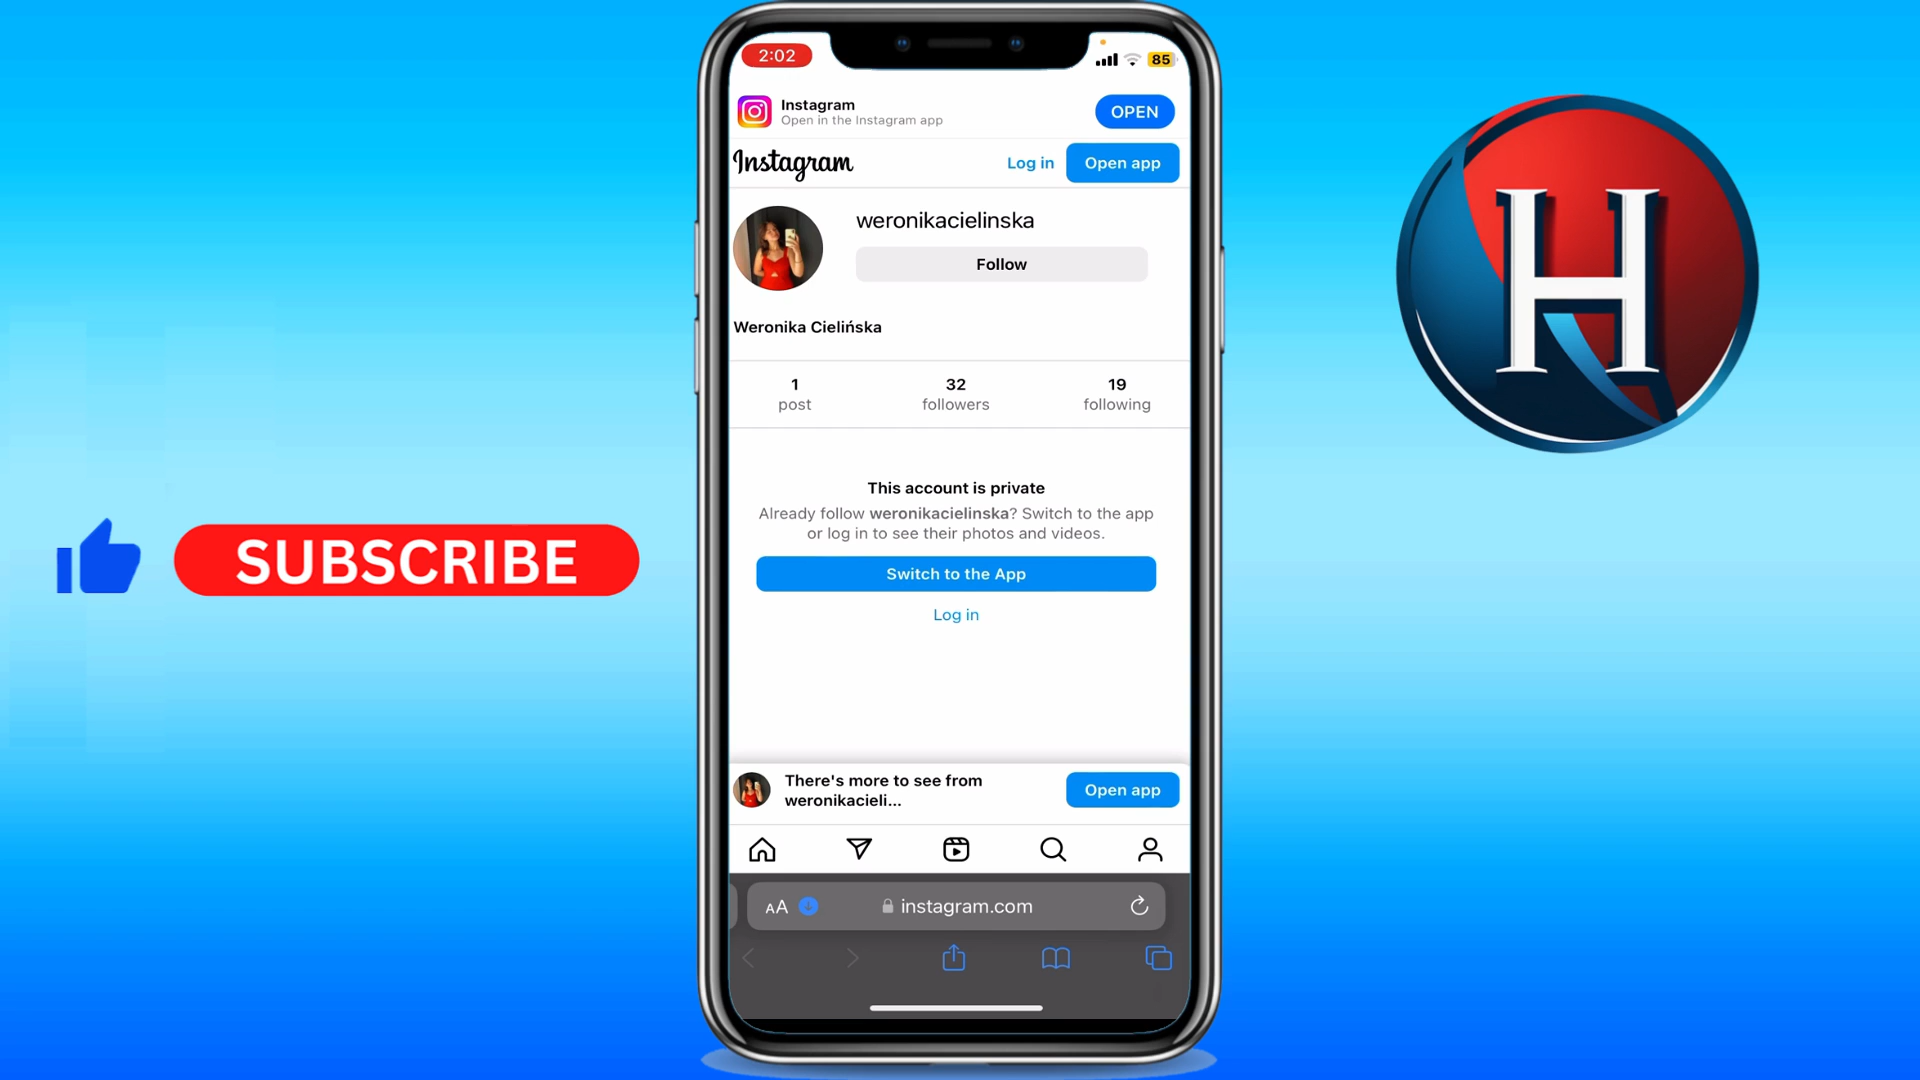 2:02
85
Instagram
Open in the Instagram app
OPEN
Instagram
Log in
Open app
weronikacielinska
Follow
Weronika Cielińska
1
post
32
followers
19
following
This account is private
Already follow weronikacielinska? Switch to the app
or log in to see their photos and videos.
Switch to the App
Log in
There's more to see from
weronikacieli...
Open app
AA
instagram.com
SUBSCRIBE
H